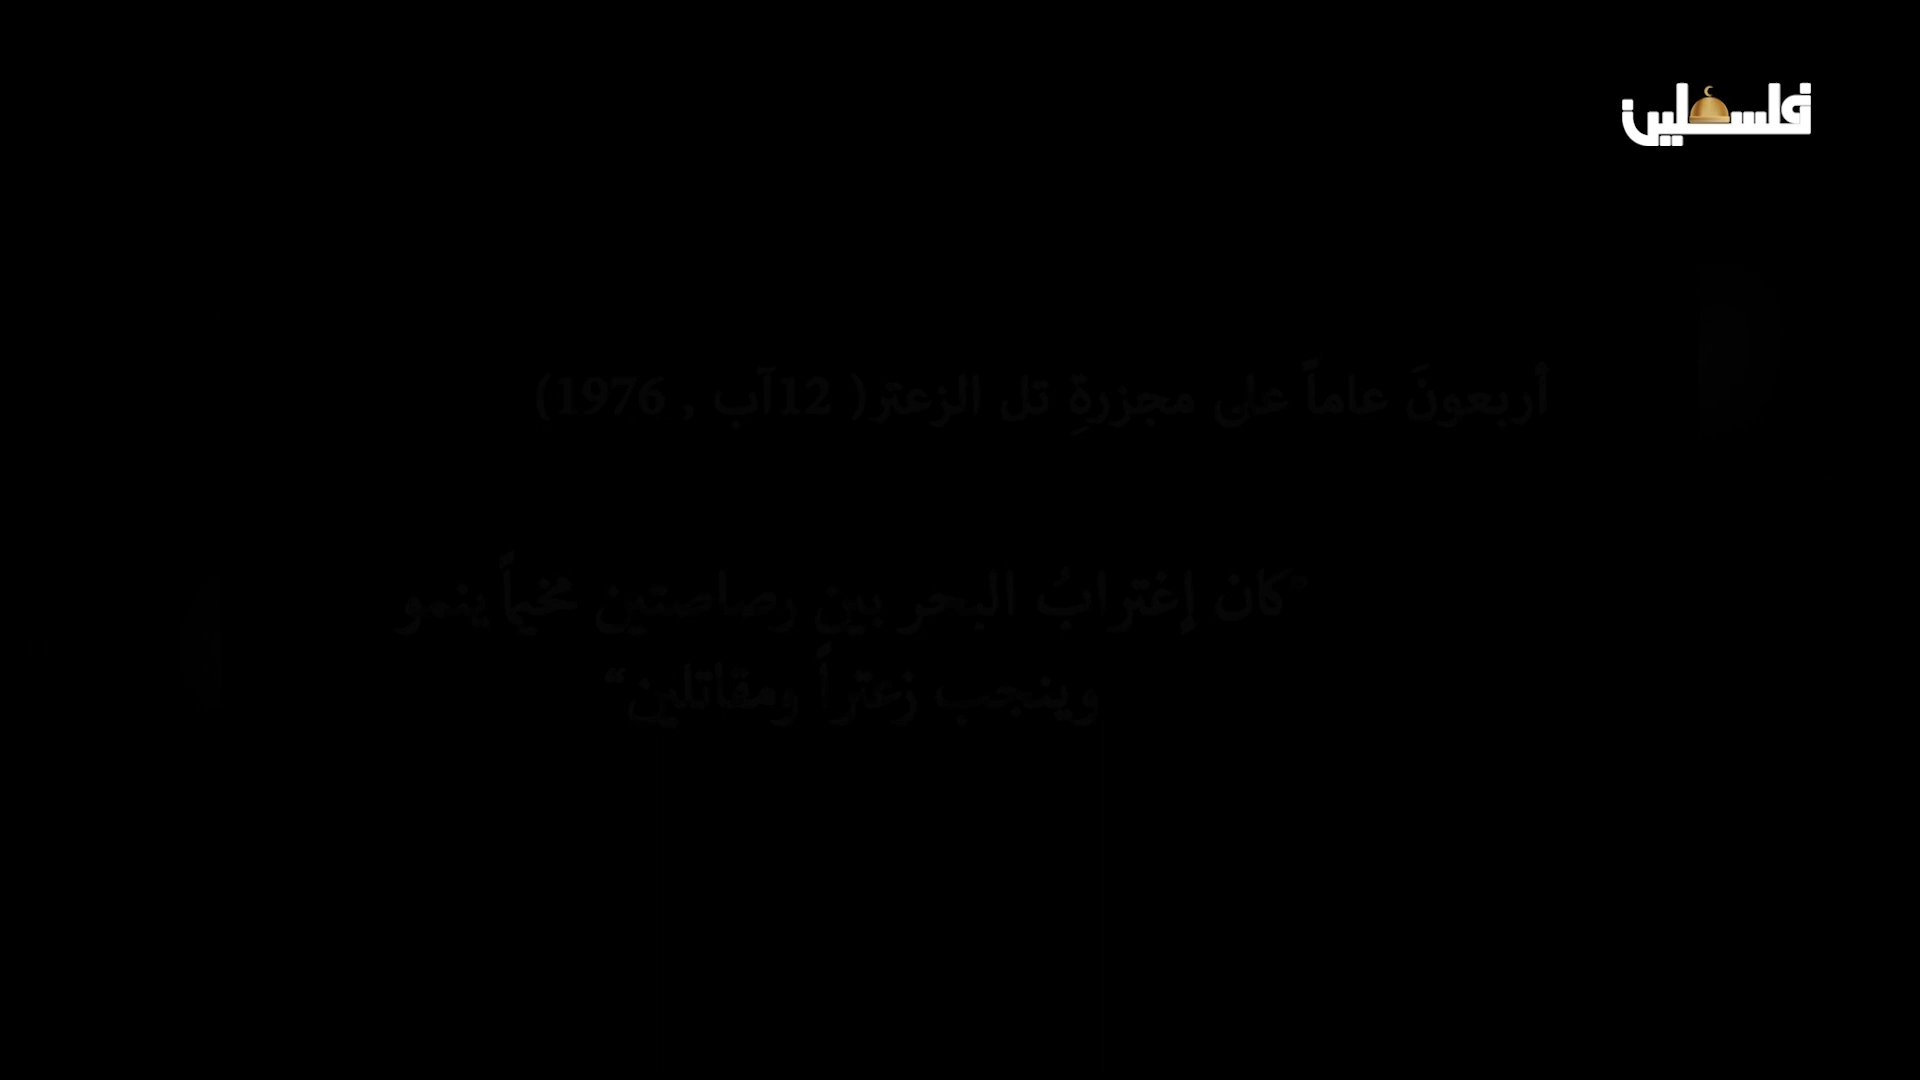 فلسطين
أربعونَ عاماً على مجزرةِ تل الزعتر( 12آب , 1976)
"كان إغترابُ البحر بين رصاصتين مخيماً ينمو
وينجب زعتراً ومقاتلين"